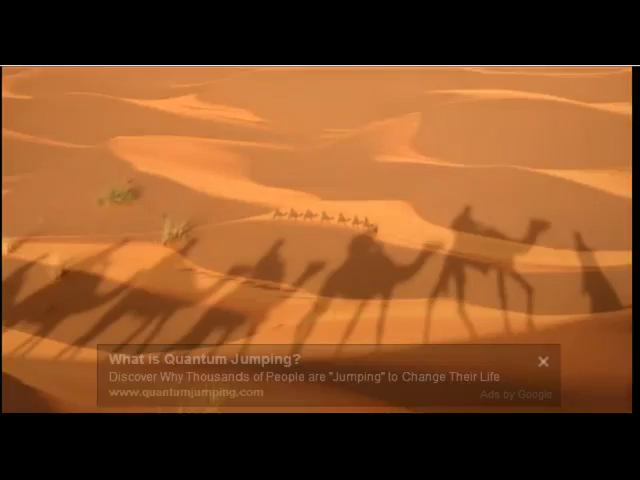 What is Quantum Jumping?
Discover Why Thousands of People are "Jumping" to Change Their Life
www.quantumjumping.com
Ads by Google